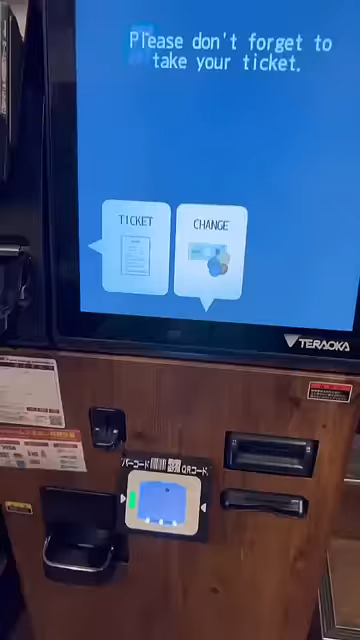 Please don't forget to
take your ticket.
TICKET
CHANGE
TERAOKA
バーコード
QRコード